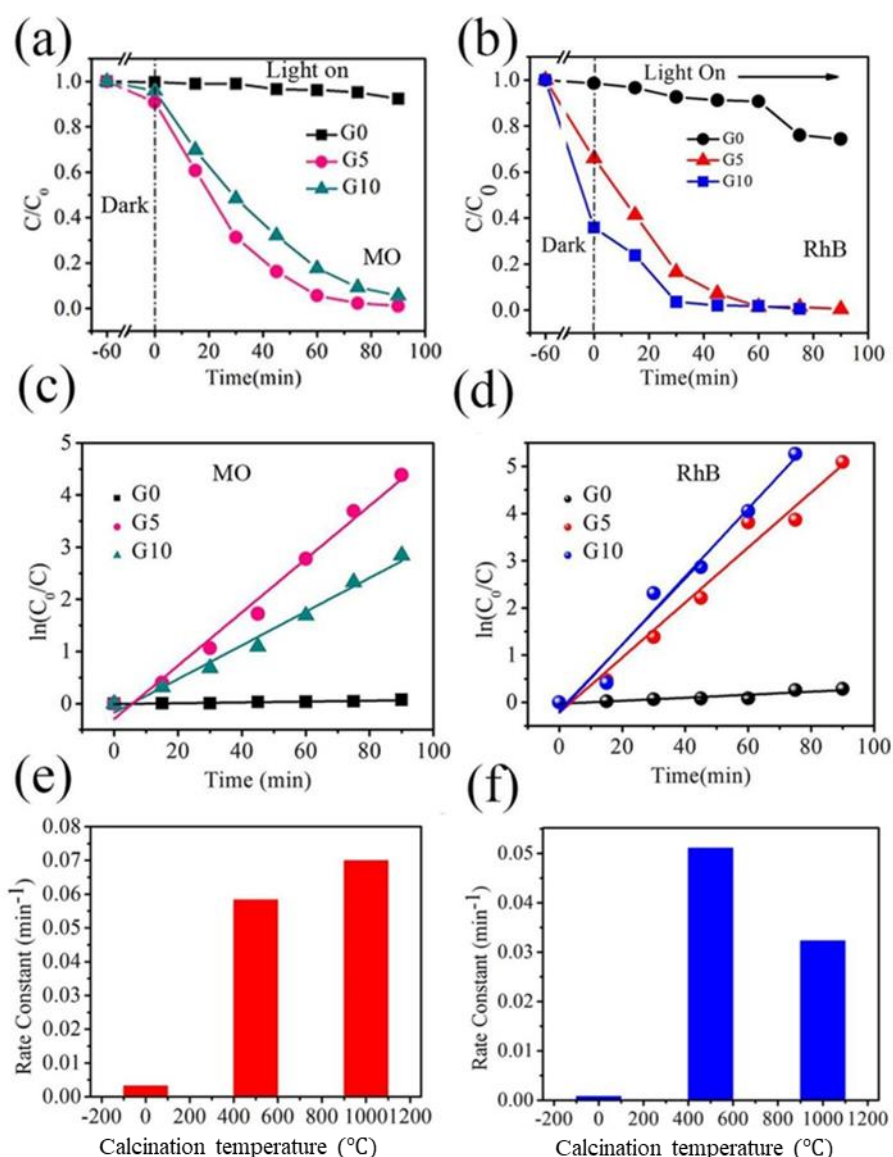 (a)
1.0
0.8
0.6
0.4
0.2
0.0
C/C₀
Light on
G0
G5
G10
Dark
MO
-60
0
20
40
60
80
100
Time(min)
(b)
1.0
0.8
0.6
0.4
0.2
0.0
C/C₀
Light On
G0
G5
G10
Dark
RhB
-60
0
20
40
60
80
100
Time(min)
(c)
5
4
3
2
1
0
ln(C₀/C)
MO
G0
G5
G10
0
20
40
60
80
100
Time (min)
(d)
5
4
3
2
1
0
ln(C₀/C)
RhB
G0
G5
G10
0
20
40
60
80
100
Time(min)
(e)
0.08
0.07
0.06
0.05
0.04
0.03
0.02
0.01
0.00
Rate Constant (min⁻¹)
-200
0
200
400
600
800
1000
1200
Calcination temperature (°C)
(f)
0.05
0.04
0.03
0.02
0.01
0.00
Rate Constant (min⁻¹)
-200
0
200
400
600
800
1000
1200
Calcination temperature (°C)